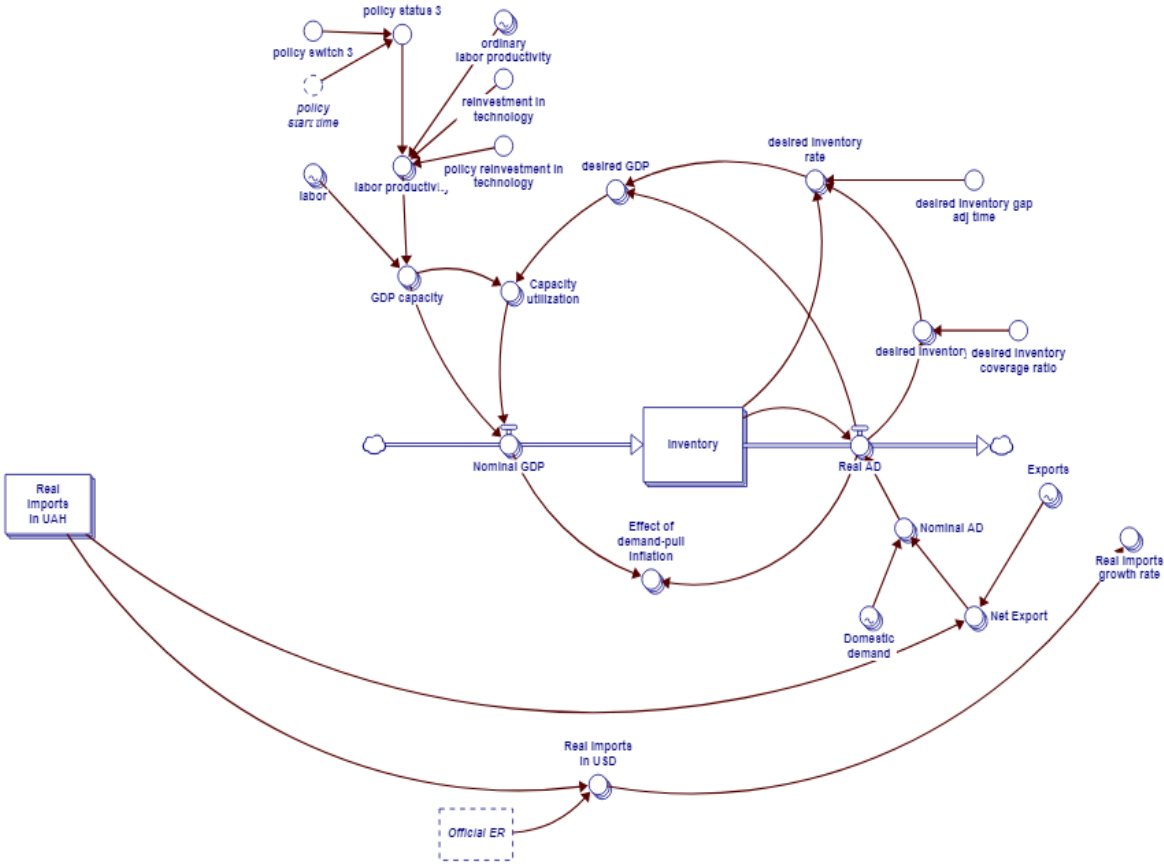 policy status 3
policy switch 3
policy
start time
ordinary
labor productivity
reinvestment in
technology
policy reinvestment in
technology
labor
GDP capacity
Capacity
utilization
desired GDP
desired Inventory
rate
desired Inventory gap
adj time
desired Inventory
desired Inventory
coverage ratio
Inventory
Nominal GDP
Real AD
Real
Imports
In UAH
Effect of
demand-pull
Inflation
Nominal AD
Exports
Real Imports
growth rate
Net Export
Domestic
demand
Real Imports
In USD
Official ER